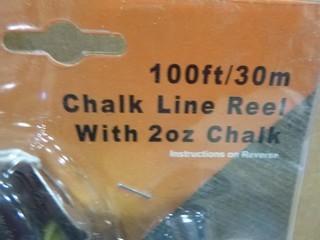 100ft/30m
Chalk Line Reel
With 2oz Chalk
Instructions on Reverse